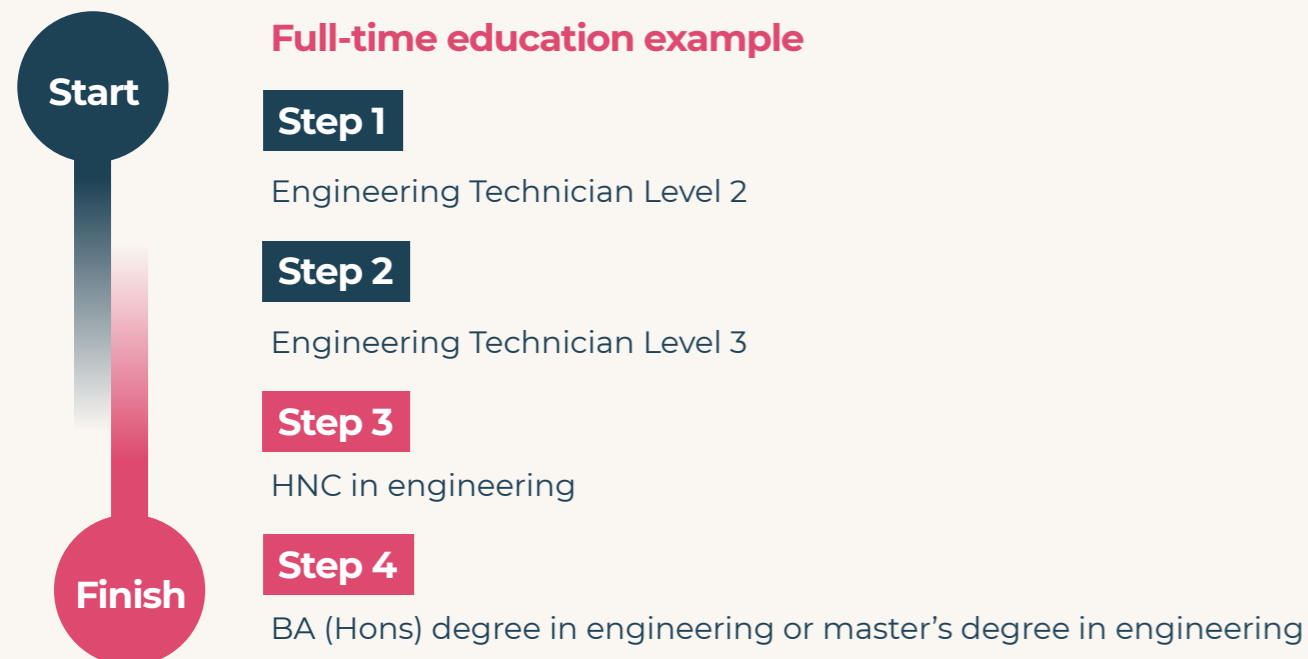 Start
Full-time education example
Step 1
Engineering Technician Level 2
Step 2
Engineering Technician Level 3
Step 3
HNC in engineering
Step 4
Finish
BA (Hons) degree in engineering or master’s degree in engineering